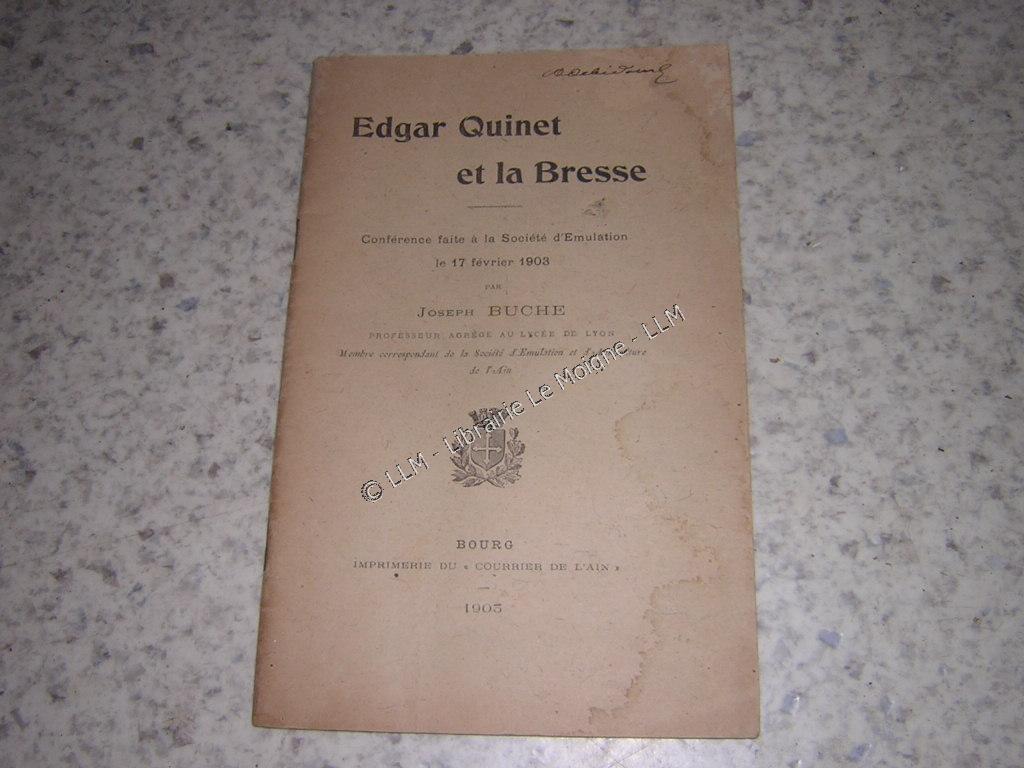 Edgar Quinet
et la Bresse
Conférence faite à la Société d'Emulation
le 17 février 1903
PAR
JOSEPH BUCHE
PROFESSEUR AGRÉGÉ AU LYCÉE DE LYON
Membre correspondant de la Société d'Emulation et
de l'Ain
© LLM - Librairie Le Moigne - LLM
BOURG
IMPRIMERIE DU « COURRIER DE L'AIN »
1903